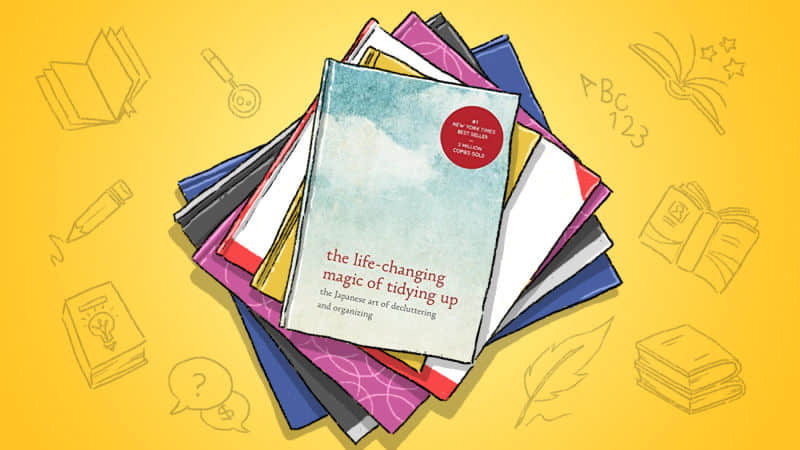 #1
NEW YORK TIMES
BEST SELLER
—
2 MILLION
COPIES SOLD
ABC
123
the life-changing
magic of tidying up
the Japanese art of decluttering
and organizing
?
$